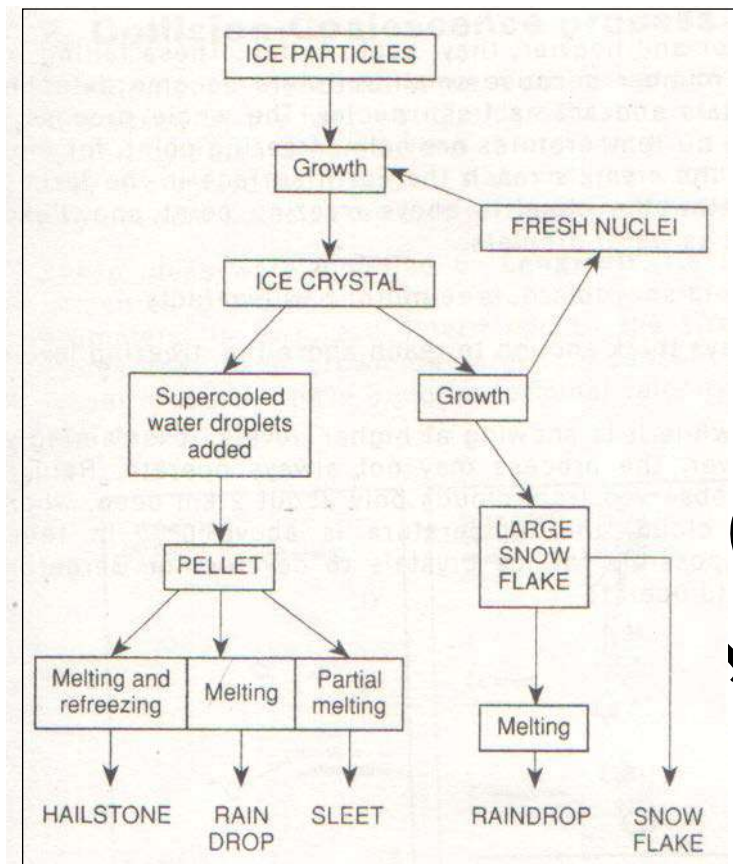 ICE PARTICLES
Growth
FRESH NUCLEI
ICE CRYSTAL
Supercooled
water droplets
added
Growth
LARGE
SNOW
FLAKE
PELLET
Melting and
refreezing
Melting
Partial
melting
Melting
HAILSTONE
RAIN
DROP
SLEET
RAINDROP
SNOW
FLAKE